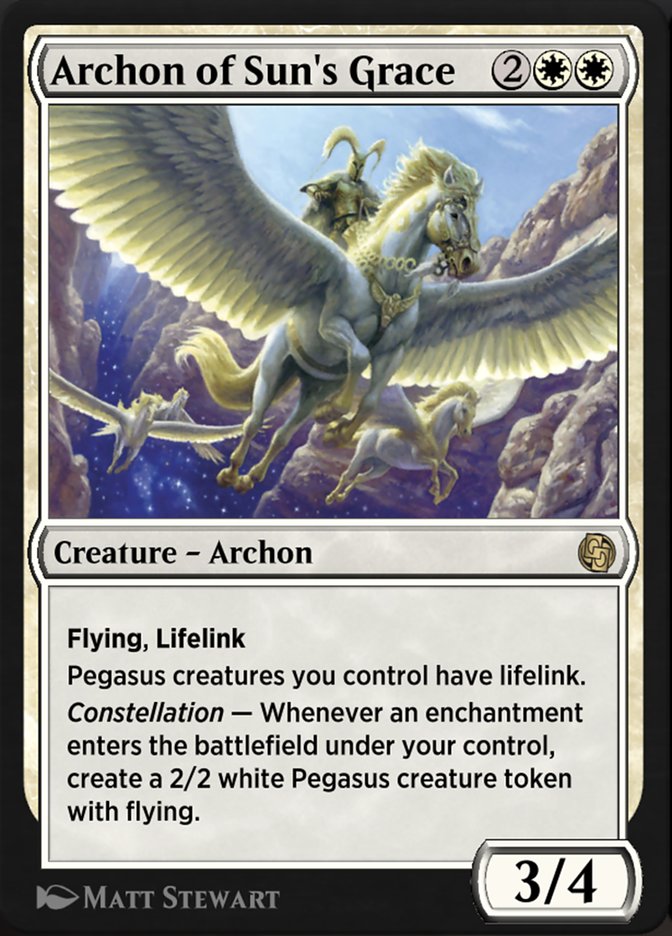 Archon of Sun's Grace 2
Creature – Archon
Flying, Lifelink
Pegasus creatures you control have lifelink.
Constellation — Whenever an enchantment
enters the battlefield under your control,
create a 2/2 white Pegasus creature token
with flying.
3/4
Matt Stewart